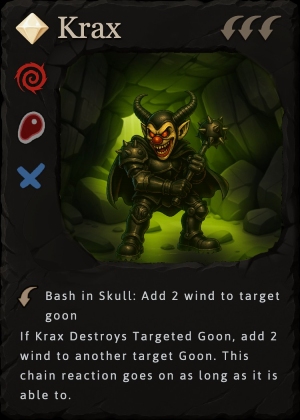 Krax
Bash in Skull: Add 2 wind to target
goon
If Krax Destroys Targeted Goon, add 2
wind to another target Goon. This
chain reaction goes on as long as it is
able to.